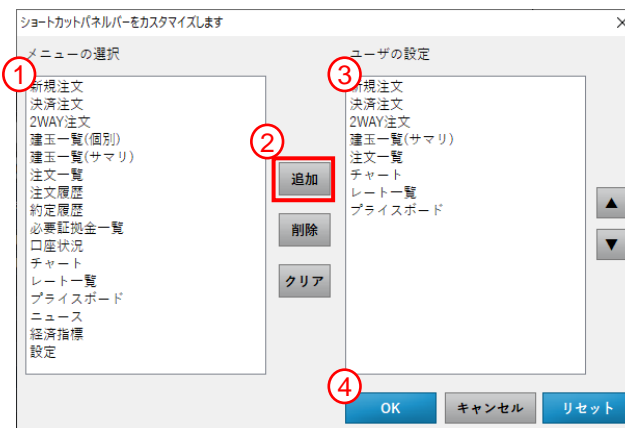 ショートカットパネルバーをカスタマイズします
×
メニューの選択
ユーザの設定
①
新規注文
決済注文
2WAY注文
建玉一覧(個別)
建玉一覧(サマリ)
注文一覧
注文履歴
約定履歴
必要証拠金一覧
口座状況
チャート
レート一覧
プライスボード
ニュース
経済指標
設定
②
追加
削除
クリア
③
新規注文
決済注文
2WAY注文
建玉一覧(サマリ)
注文一覧
チャート
レート一覧
プライスボード
▲
▼
④
OK
キャンセル
リセット